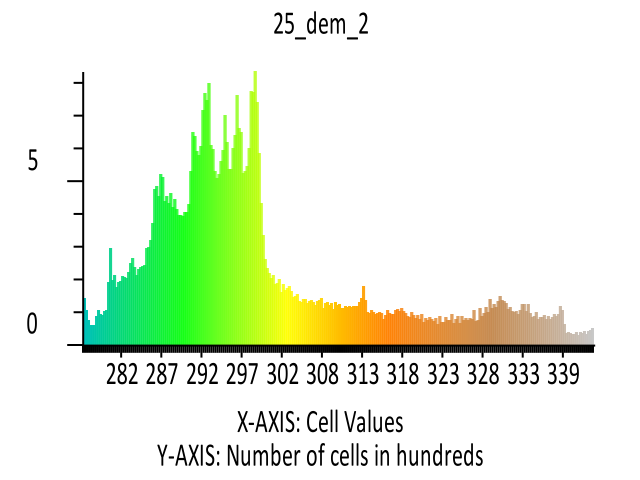 25_dem_2
5
0
282 287 292 297 302 308 313 318 323 328 333 339
X-AXIS: Cell Values
Y-AXIS: Number of cells in hundreds